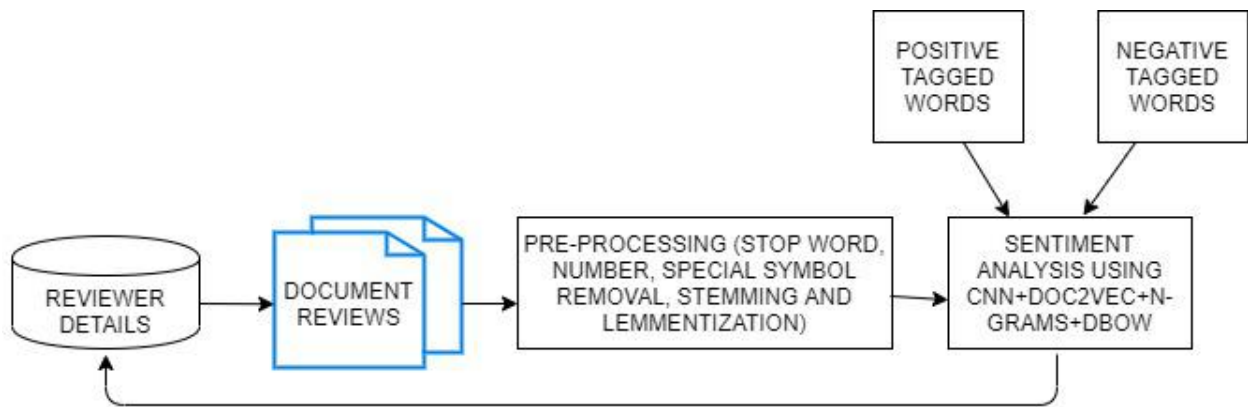 POSITIVE
TAGGED
WORDS
NEGATIVE
TAGGED
WORDS
REVIEWER
DETAILS
DOCUMENT
REVIEWS
PRE-PROCESSING (STOP WORD,
NUMBER, SPECIAL SYMBOL
REMOVAL, STEMMING AND
LEMMENTIZATION)
SENTIMENT
ANALYSIS USING
CNN+DOC2VEC+N-
GRAMS+DBOW